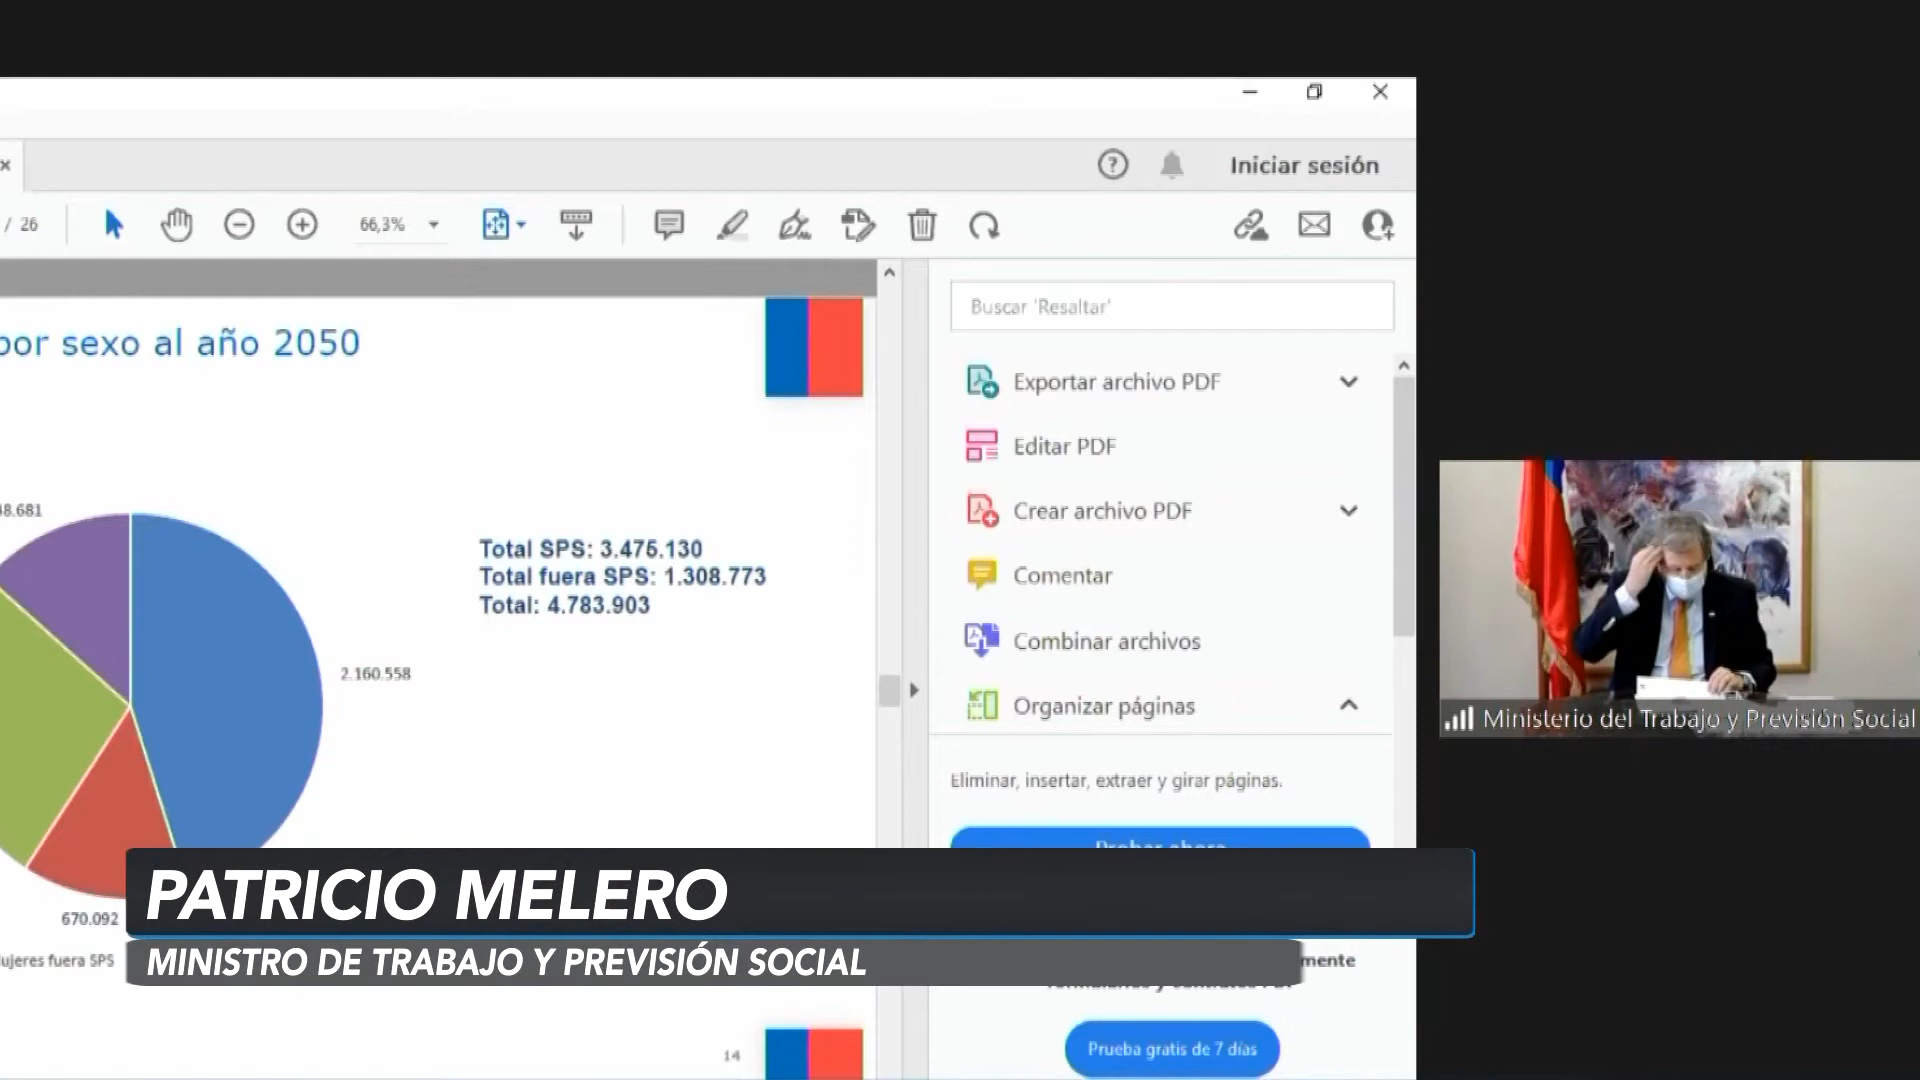 Iniciar sesión
/ 26
66,3%
por sexo al año 2050
Buscar 'Resaltar'
Exportar archivo PDF
Editar PDF
Crear archivo PDF
Comentar
Combinar archivos
Organizar páginas
Eliminar, insertar, extraer y girar páginas.
Probar ahora
8.681
Total SPS: 3.475.130
Total fuera SPS: 1.308.773
Total: 4.783.903
2.160.558
670.092
ujeres fuera SPS
Ministerio del Trabajo y Previsión Social
PATRICIO MELERO
MINISTRO DE TRABAJO Y PREVISIÓN SOCIAL
mente
14
Prueba gratis de 7 días